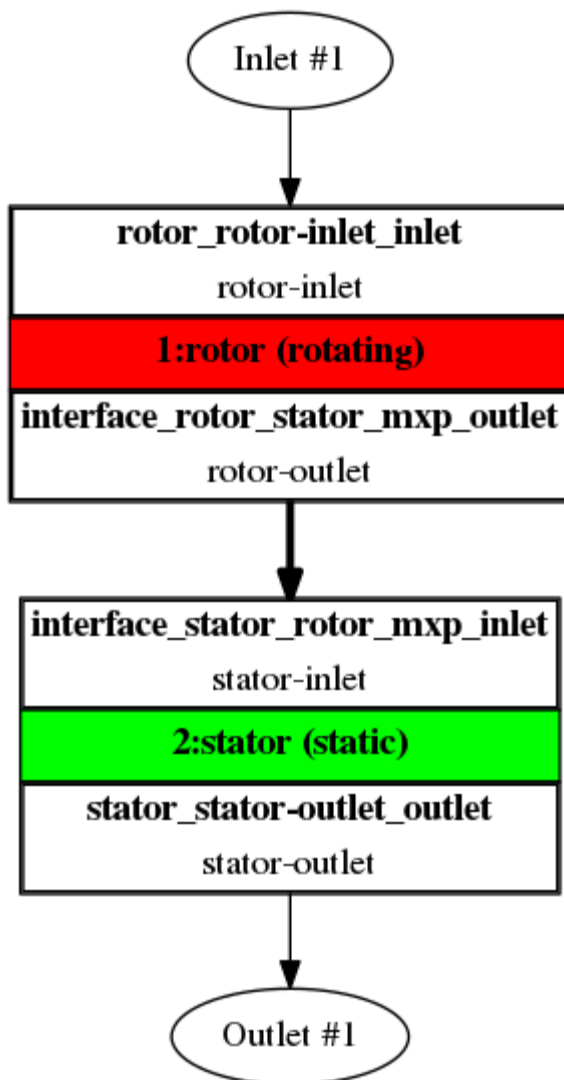 Inlet #1
rotor_rotor-inlet_inlet
rotor-inlet
1:rotor (rotating)
interface_rotor_stator_mxp_outlet
rotor-outlet
interface_stator_rotor_mxp_inlet
stator-inlet
2:stator (static)
stator_stator-outlet_outlet
stator-outlet
Outlet #1